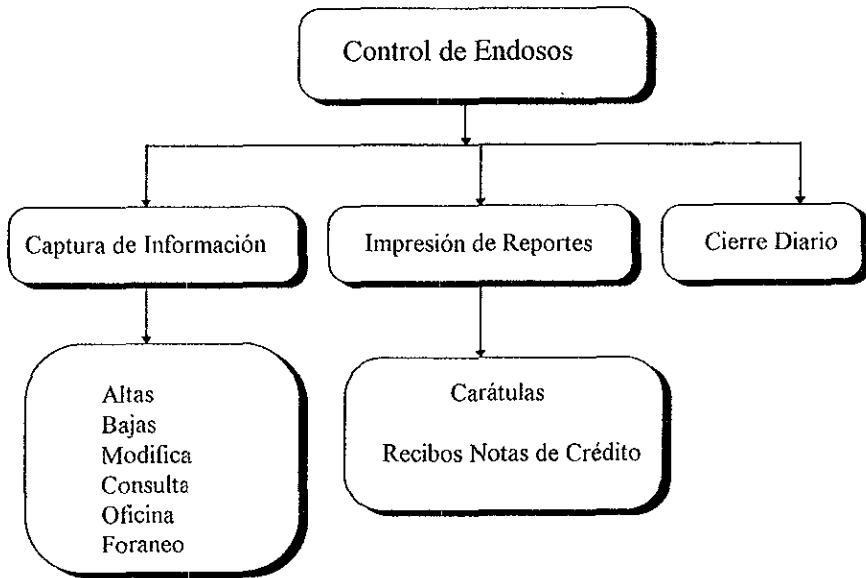 Control de Endosos
Captura de Información
Impresión de Reportes
Cierre Diario
Altas
Bajas
Modifica
Consulta
Oficina
Foraneo
Carátulas
Recibos Notas de Crédito